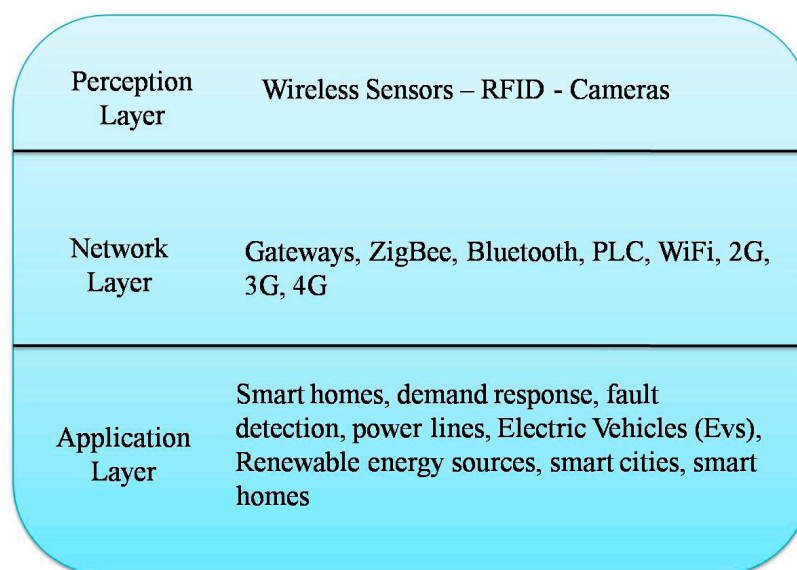 Perception
Layer
Wireless Sensors – RFID - Cameras
Network
Layer
Gateways, ZigBee, Bluetooth, PLC, WiFi, 2G,
3G, 4G
Application
Layer
Smart homes, demand response, fault
detection, power lines, Electric Vehicles (Evs),
Renewable energy sources, smart cities, smart
homes